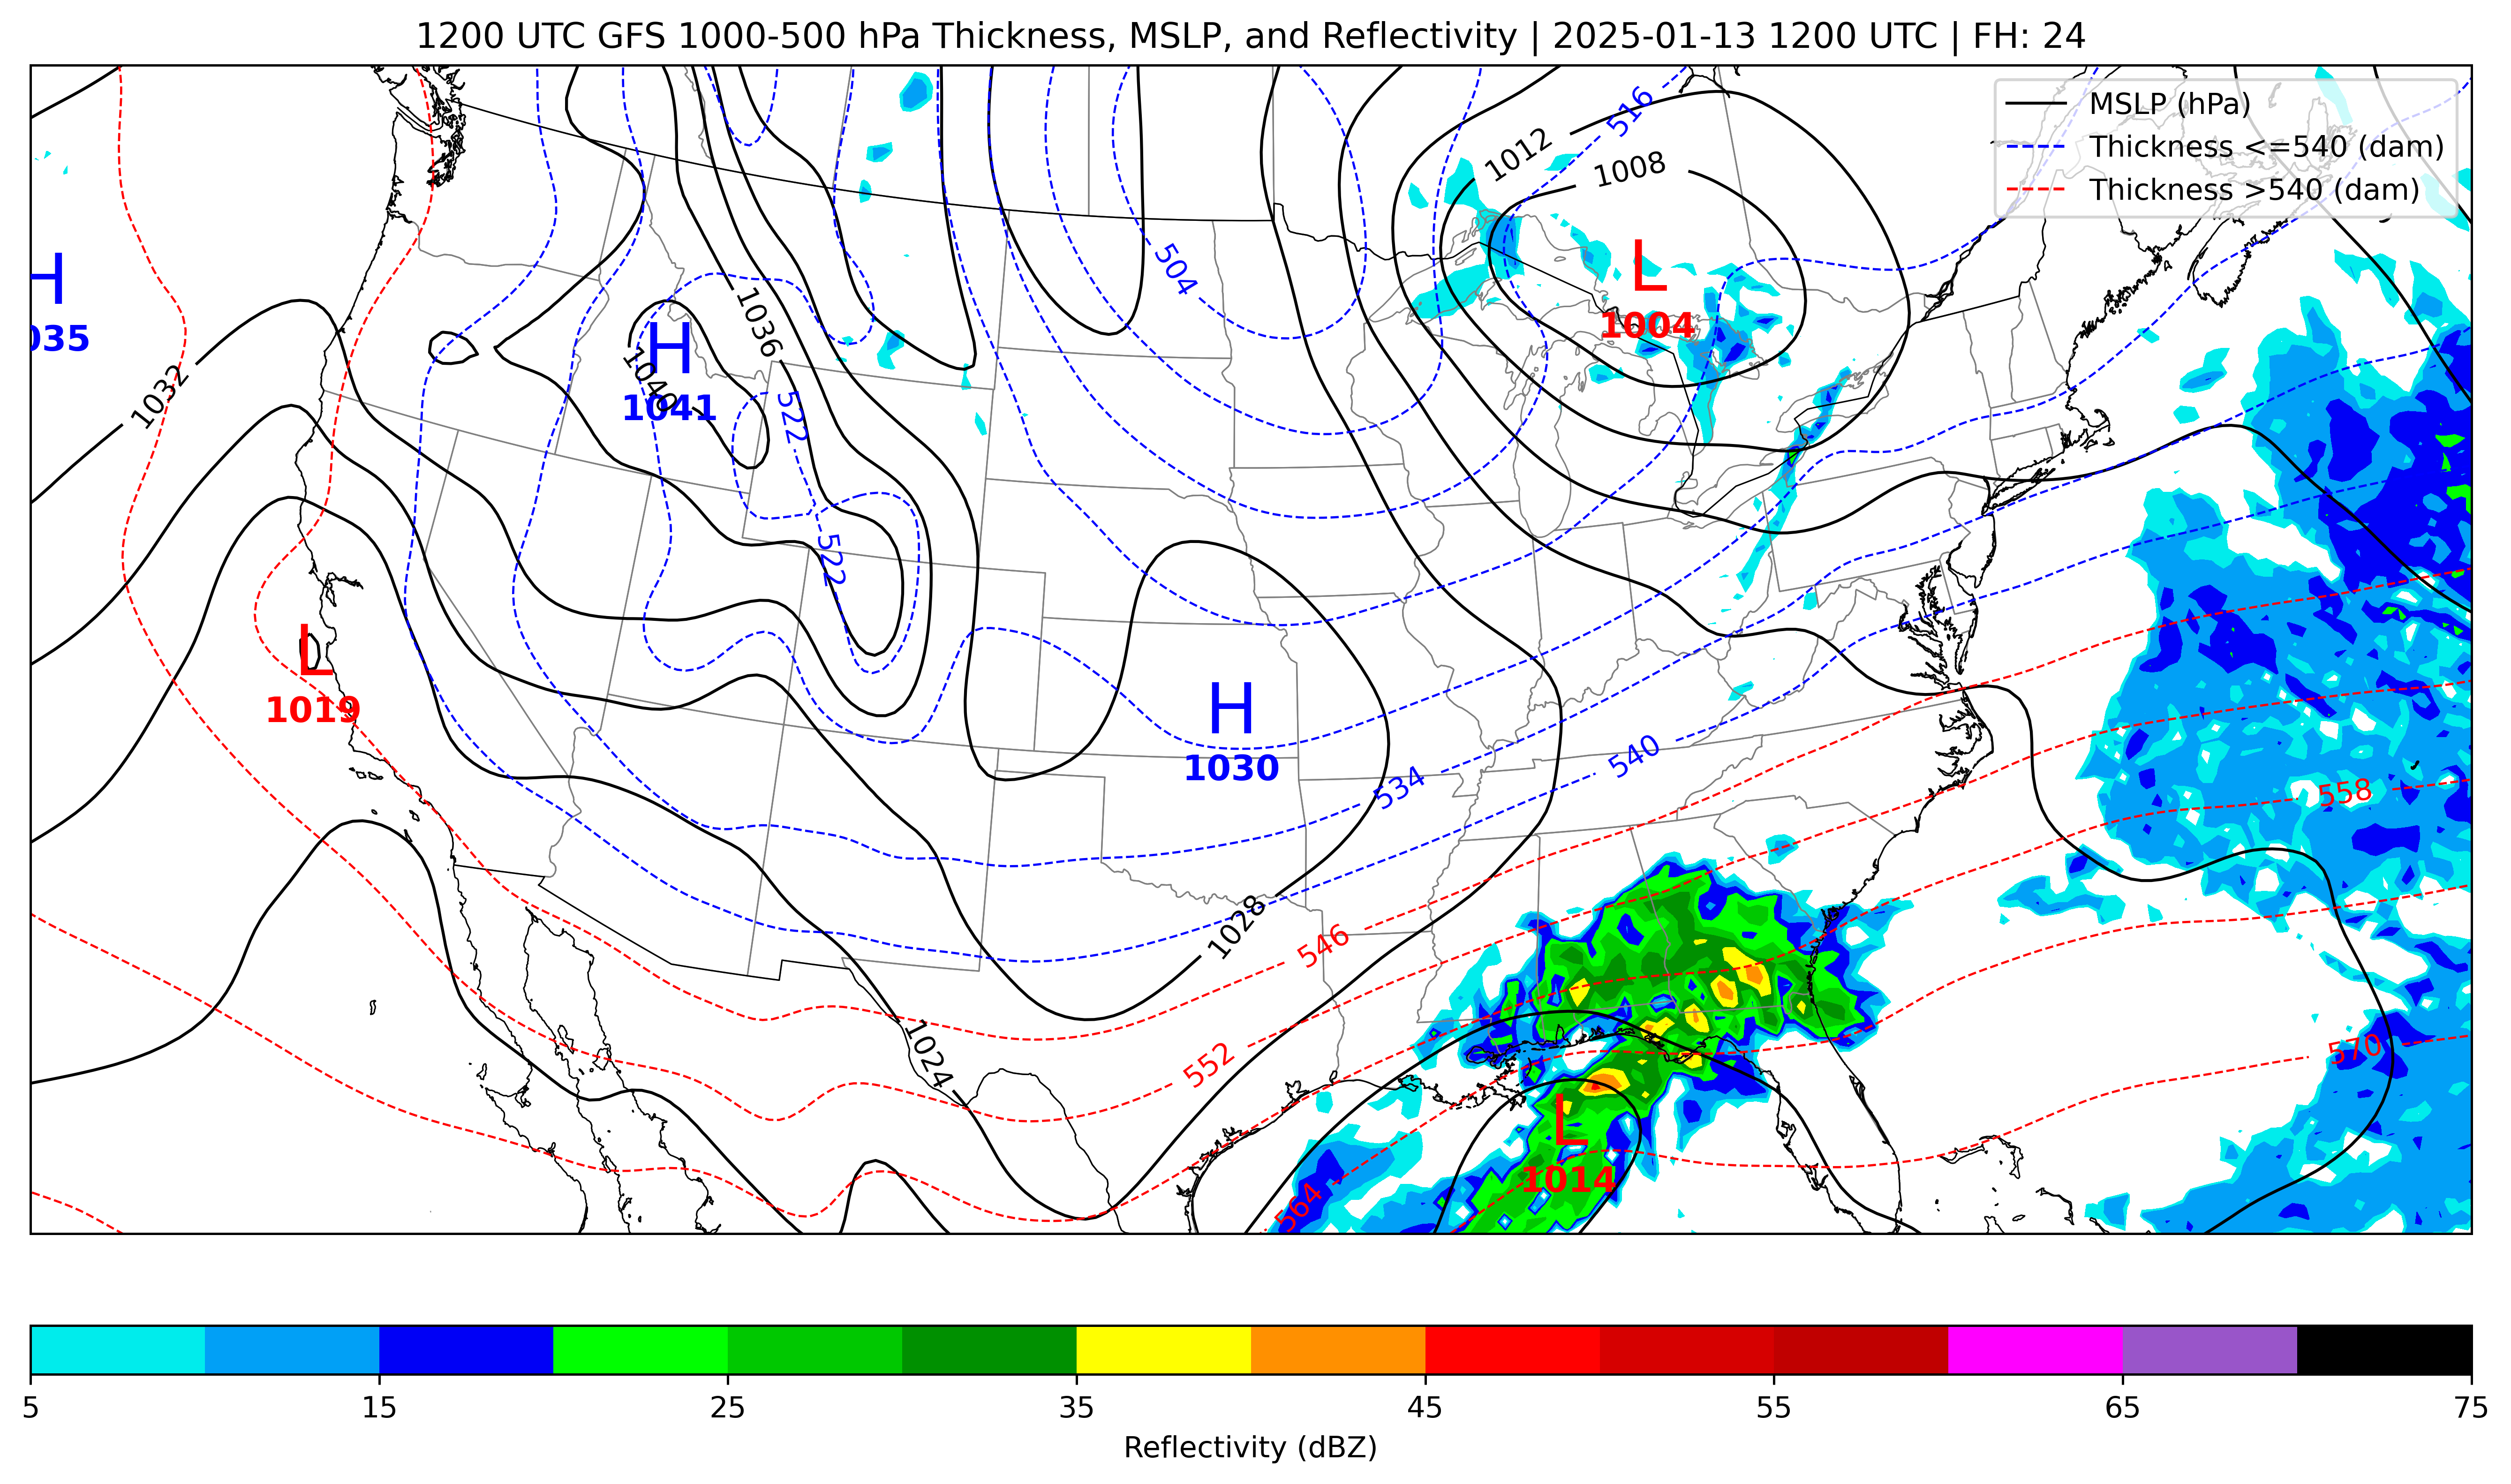 1200 UTC GFS 1000-500 hPa Thickness, MSLP, and Reflectivity | 2025-01-13 1200 UTC | FH: 24
MSLP (hPa)
Thickness <=540 (dam)
Thickness >540 (dam)
516
1012
1008
504
L
1004
H
035
1036
H
1040
1041
1032
522
522
L
1019
H
1030
534
540
558
1028
546
1024
552
570
L
1014
564
5
15
25
35
45
55
65
75
Reflectivity (dBZ)